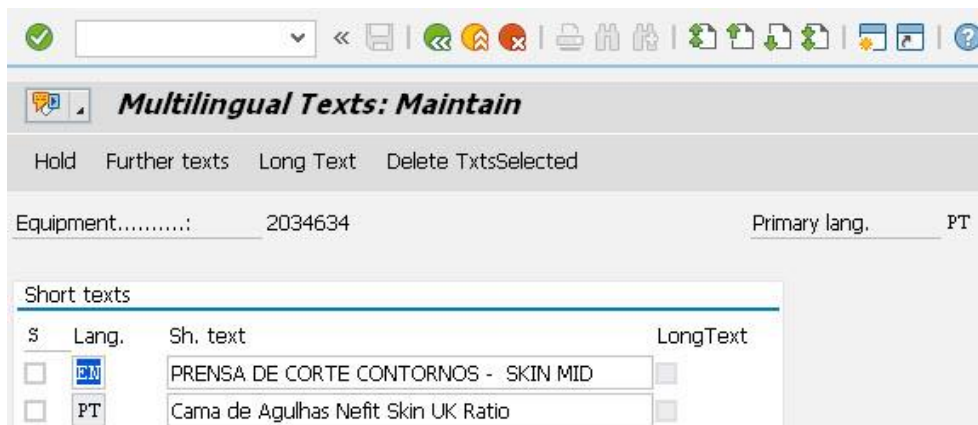 Multilingual Texts: Maintain
Hold Further texts Long Text Delete TxtsSelected
Equipment..........: 2034634 Primary lang. PT
Short texts
S Lang. Sh. text LongText
EN PRENSA DE CORTE CONTORNOS - SKIN MID
PT Cama de Agulhas Nefit Skin UK Ratio